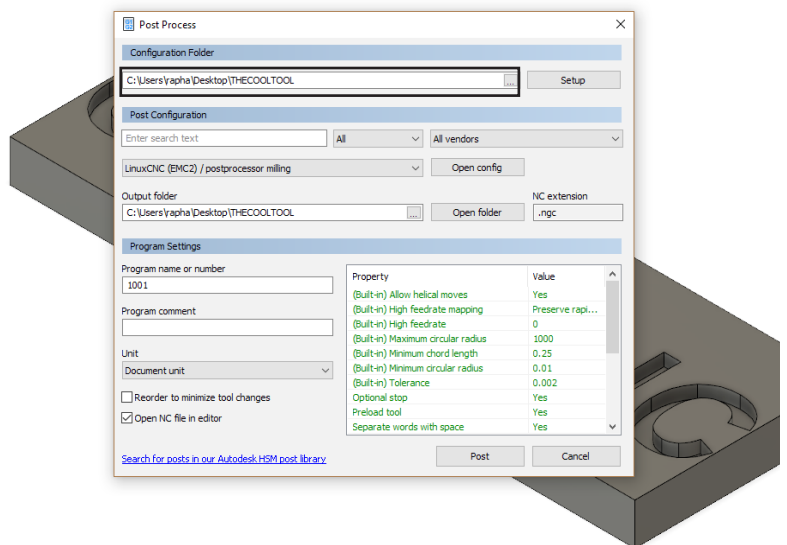 Post Process
Configuration Folder
C:\Users\rapha\Desktop\THECOOLTOOL ... Setup
Post Configuration
Enter search text All All vendors
LinuxCNC (EMC2) / postprocessor milling Open config
Output folder NC extension
C:\Users\rapha\Desktop\THECOOLTOOL ... Open folder .ngc
Program Settings
Program name or number
1001
Program comment
Unit
Document unit
Reorder to minimize tool changes
Open NC file in editor
Property Value
(Built-in) Allow helical moves Yes
(Built-in) High feedrate mapping Preserve rapi...
(Built-in) High feedrate 0
(Built-in) Maximum circular radius 1000
(Built-in) Minimum chord length 0.25
(Built-in) Minimum circular radius 0.01
(Built-in) Tolerance 0.002
Optional stop Yes
Preload tool Yes
Separate words with space Yes
Search for posts in our Autodesk HSM post library
Post Cancel